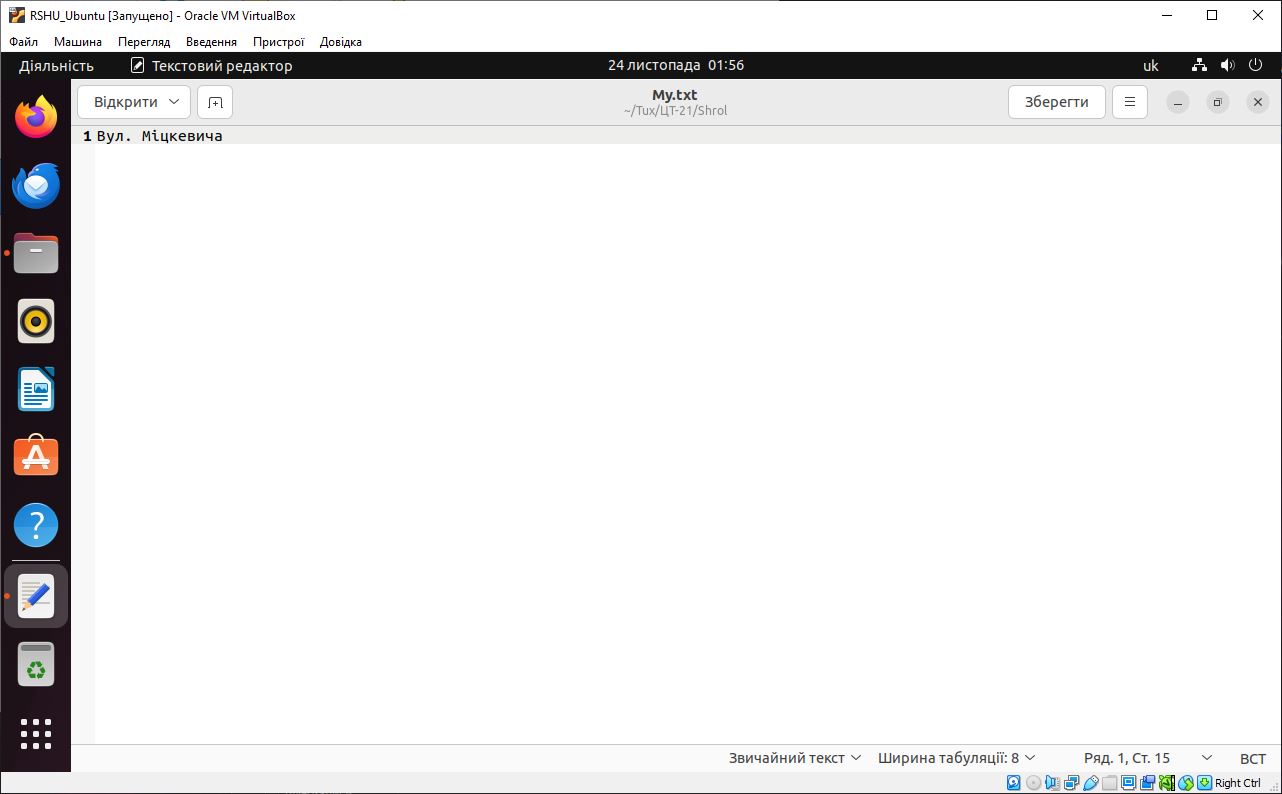 RSHU_Ubuntu [Запущено] - Oracle VM VirtualBox
Файл Машина Перегляд Введення Пристрої Довідка
Діяльність Текстовий редактор 24 листопада 01:56 uk
Відкрити My.txt Зберегти
~/Tux/ЦТ-21/Shrol
1 Вул. Міцкевича
Звичайний текст Ширина табуляції: 8 Ряд. 1, Ст. 15 ВСТ
Right Ctrl